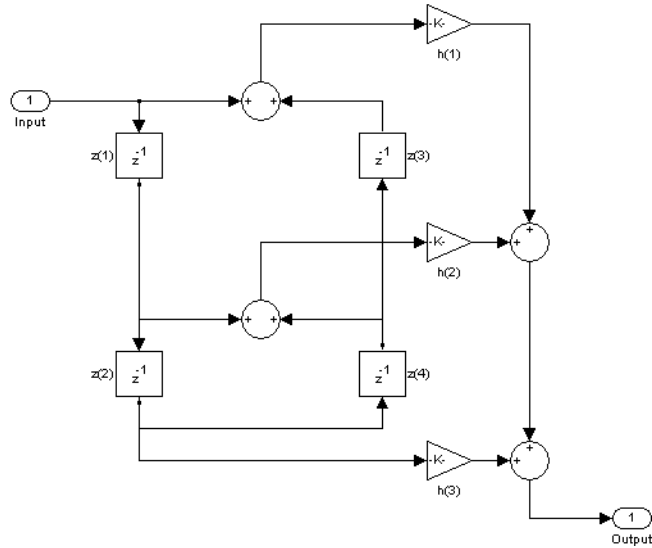 -K-
h(1)
1
Input
+ +
z(1) z^-1
z^-1 z(3)
+
-K-
+
h(2)
+ +
z(2) z^-1
z^-1 z(4)
+
-K-
+
h(3)
1
Output